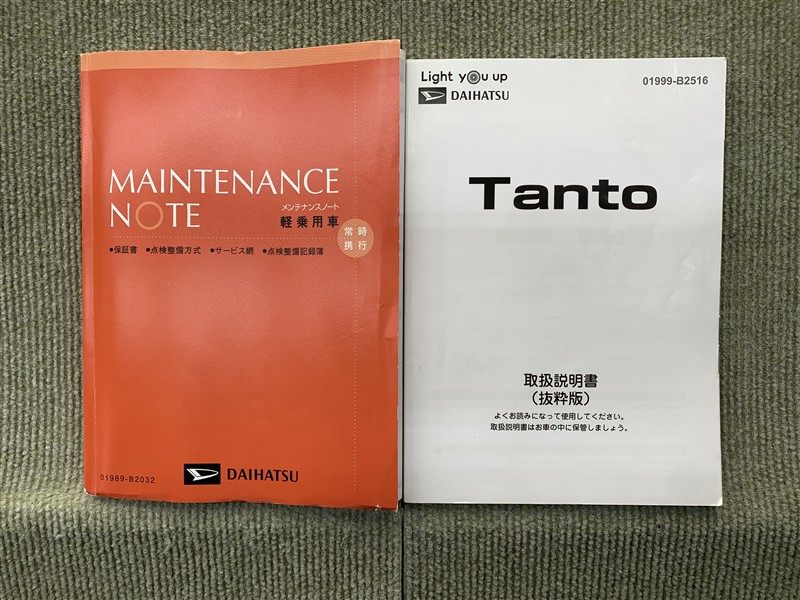 MAINTENANCE
NOTE
メンテナンスノート
軽乗用車
常時
携行
●保証書 ●点検整備方式 ●サービス網 ●点検整備記録簿
01989-B2032
DAIHATSU
Light you up
DAIHATSU
01999-B2516
Tanto
取扱説明書
(抜粋版)
よくお読みになって使用してください。
取扱説明書はお車の中に保管しましょう。